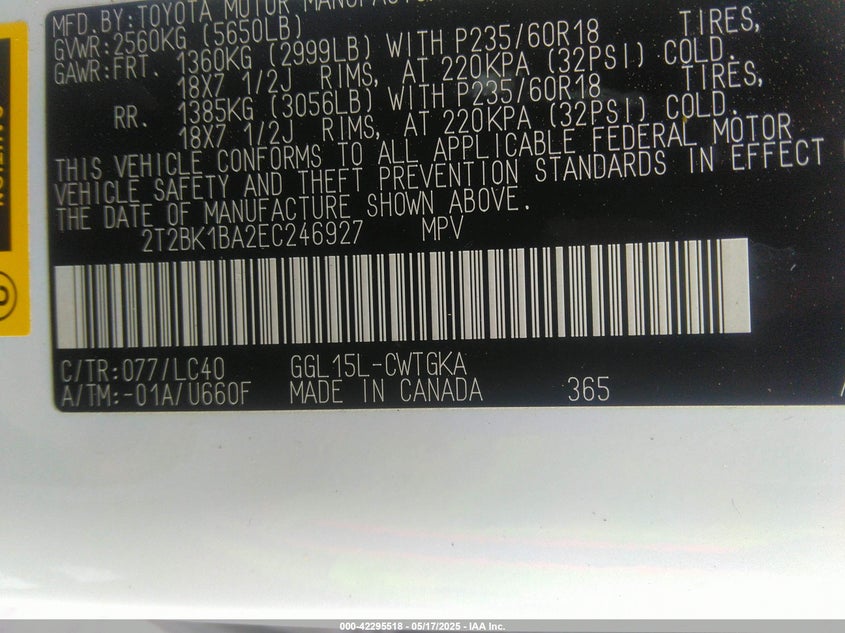 MFD.BY:TOYOTA MOTOR MANUFACTUR
GVWR:2560KG (5650LB)
GAWR:FRT. 1360KG (2999LB) WITH P235/60R18 TIRES,
18X7 1/2J RIMS, AT 220KPA (32PSI) COLD.
RR. 1385KG (3056LB) WITH P235/60R18 TIRES,
18X7 1/2J RIMS, AT 220KPA (32PSI) COLD.
THIS VEHICLE CONFORMS TO ALL APPLICABLE FEDERAL MOTOR
VEHICLE SAFETY AND THEFT PREVENTION STANDARDS IN EFFECT
THE DATE OF MANUFACTURE SHOWN ABOVE.
2T2BK1BA2EC246927 MPV
C/TR:077/LC40 GGL15L-CWTGKA
A/TM:-01A/U660F MADE IN CANADA 365
000-42295518 - 05/17/2025 - IAA Inc.